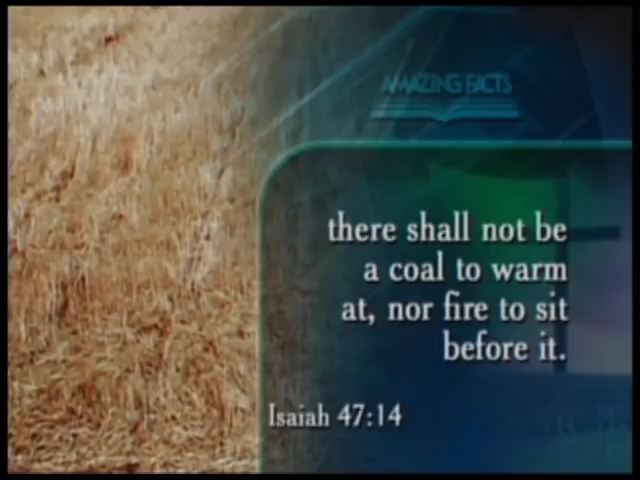 AMAZING FACTS
there shall not be
a coal to warm
at, nor fire to sit
before it.
Isaiah 47:14